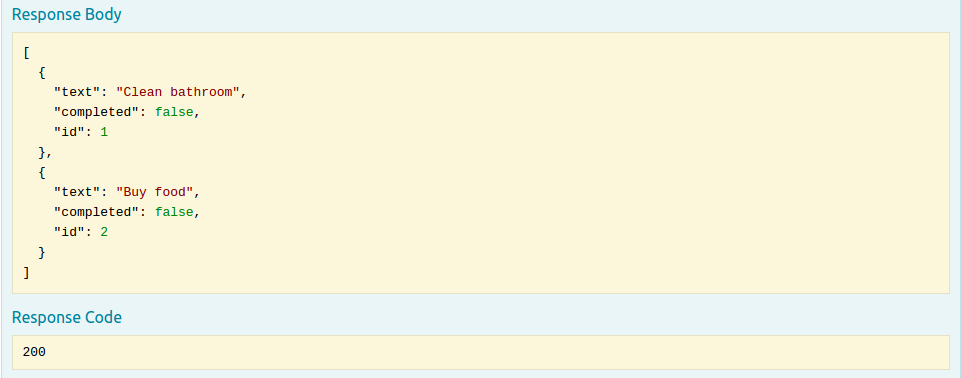 Response Body
[
  {
    "text": "Clean bathroom",
    "completed": false,
    "id": 1
  },
  {
    "text": "Buy food",
    "completed": false,
    "id": 2
  }
]
Response Code
200